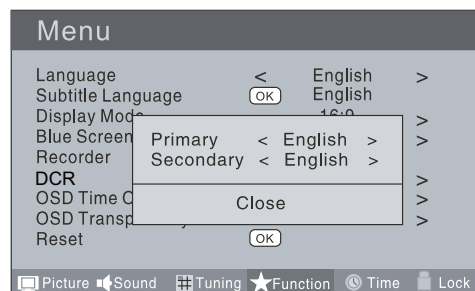 Menu
Language < English >
Subtitle Language OK English
Display Mode 16:9 >
Blue Screen >
Recorder
Primary < English >
Secondary < English >
Close
DCR >
OSD Time >
OSD Transp >
Reset OK
Picture Sound Tuning Function Time Lock